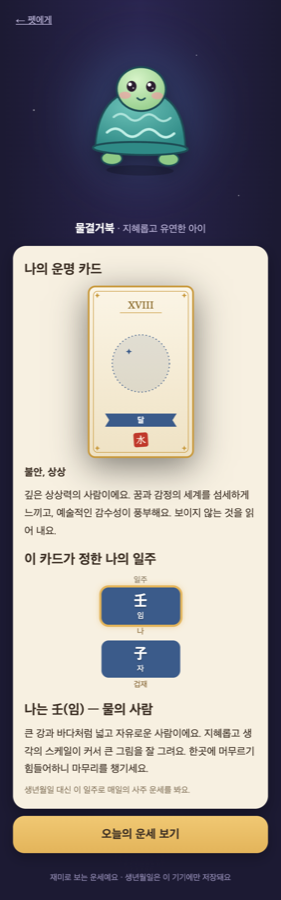 ← 펫에게
물결거북 · 지혜롭고 유연한 아이
나의 운명 카드
XVIII
달
水
불안, 상상
깊은 상상력의 사람이에요. 꿈과 감정의 세계를 섬세하게
느끼고, 예술적인 감수성이 풍부해요. 보이지 않는 것을 읽
어 내요.
이 카드가 정한 나의 일주
일주
壬
임
나
子
자
겁재
나는 壬(임) — 물의 사람
큰 강과 바다처럼 넓고 자유로운 사람이에요. 지혜롭고 생
각의 스케일이 커서 큰 그림을 잘 그려요. 한곳에 머무르기
힘들어하니 마무리를 챙기세요.
생년월일 대신 이 일주로 매일의 사주 운세를 봐요.
오늘의 운세 보기
재미로 보는 운세예요 · 생년월일은 이 기기에만 저장돼요